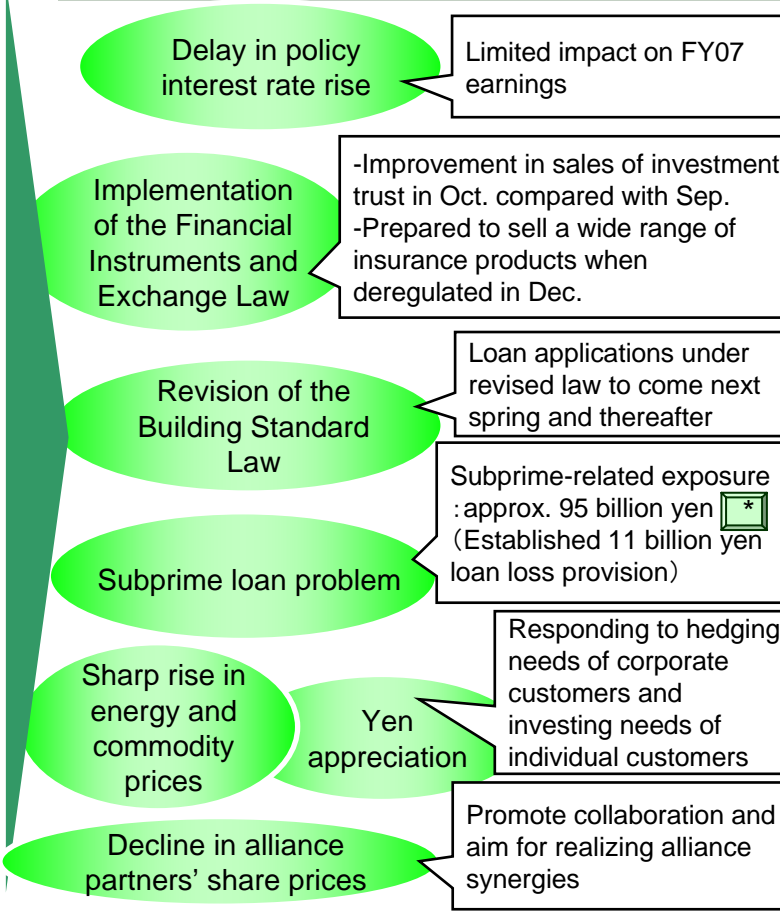 Delay in policy
interest rate rise
Limited impact on FY07
earnings
Implementation
of the Financial
Instruments and
Exchange Law
-Improvement in sales of investment
trust in Oct. compared with Sep.
-Prepared to sell a wide range of
insurance products when
deregulated in Dec.
Revision of the
Building Standard
Law
Loan applications under
revised law to come next
spring and thereafter
Subprime loan problem
Subprime-related exposure
：approx. 95 billion yen *
（Established 11 billion yen
loan loss provision）
Sharp rise in
energy and
commodity
prices
Yen
appreciation
Responding to hedging
needs of corporate
customers and
investing needs of
individual customers
Decline in alliance
partners’ share prices
Promote collaboration and
aim for realizing alliance
synergies